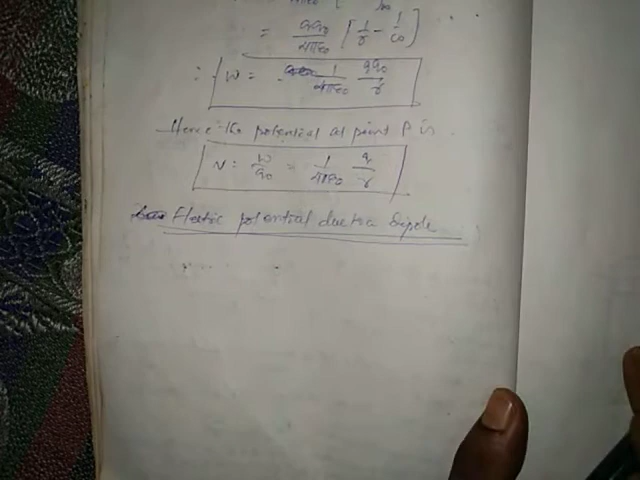 = qq₀/4πε₀ [1/r - 1/∞]
∴ W = 1/4πε₀ qq₀/r
Hence the potential at point P is.
V = W/q₀ = 1/4πε₀ q/r
Electric potential due to a Dipole